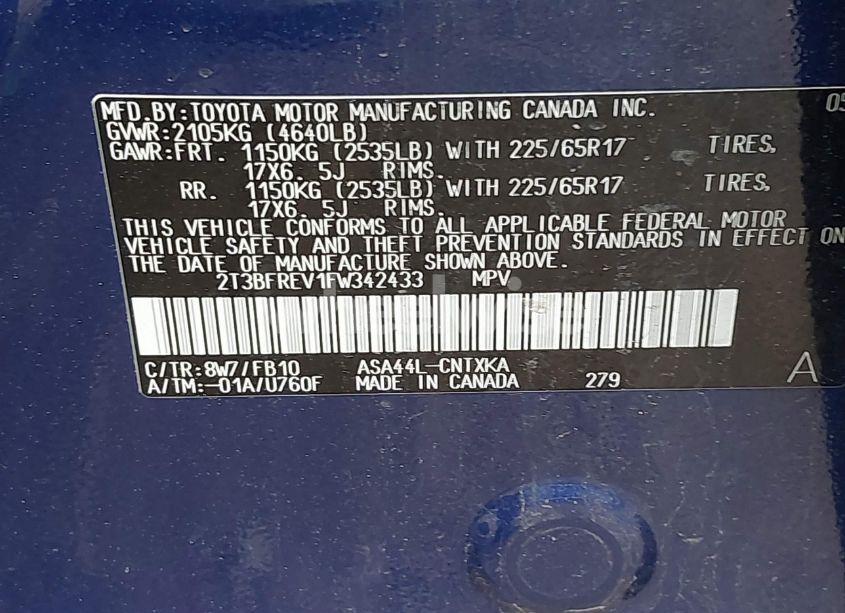 MFD.BY:TOYOTA MOTOR MANUFACTURING CANADA INC. 05
GVWR:2105KG (4640LB)
GAWR:FRT. 1150KG (2535LB) WITH 225/65R17 TIRES,
17X6. 5J RIMS,
RR. 1150KG (2535LB) WITH 225/65R17 TIRES,
17X6. 5J RIMS.
THIS VEHICLE CONFORMS TO ALL APPLICABLE FEDERAL MOTOR
VEHICLE SAFETY AND THEFT PREVENTION STANDARDS IN EFFECT ON
THE DATE OF MANUFACTURE SHOWN ABOVE.
2T3BFREV1FW342433 MPV
C/TR:8W7/FB10 ASA44L-CNTXKA
A/TM:-01A/U760F MADE IN CANADA 279 A